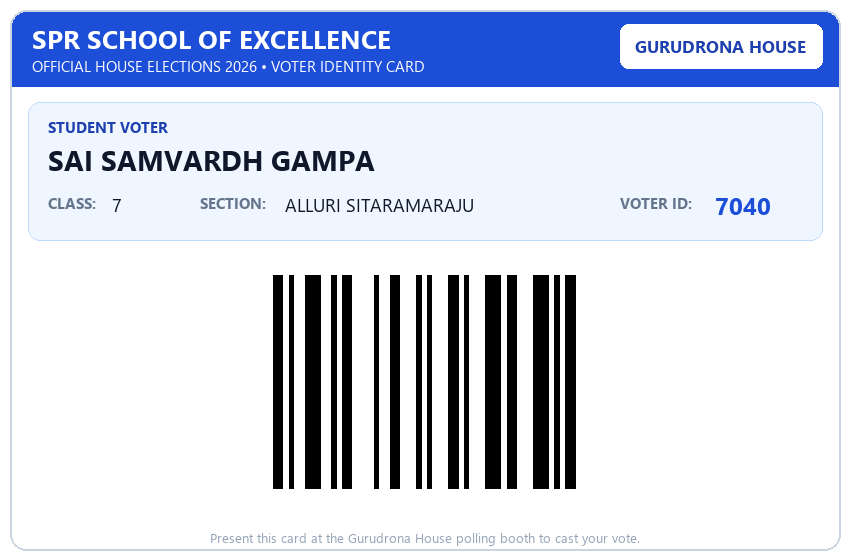 SPR SCHOOL OF EXCELLENCE
OFFICIAL HOUSE ELECTIONS 2026 • VOTER IDENTITY CARD
GURUDRONA HOUSE
STUDENT VOTER
SAI SAMVARDH GAMPA
CLASS: 7 SECTION: ALLURI SITARAMARAJU VOTER ID: 7040
Present this card at the Gurudrona House polling booth to cast your vote.